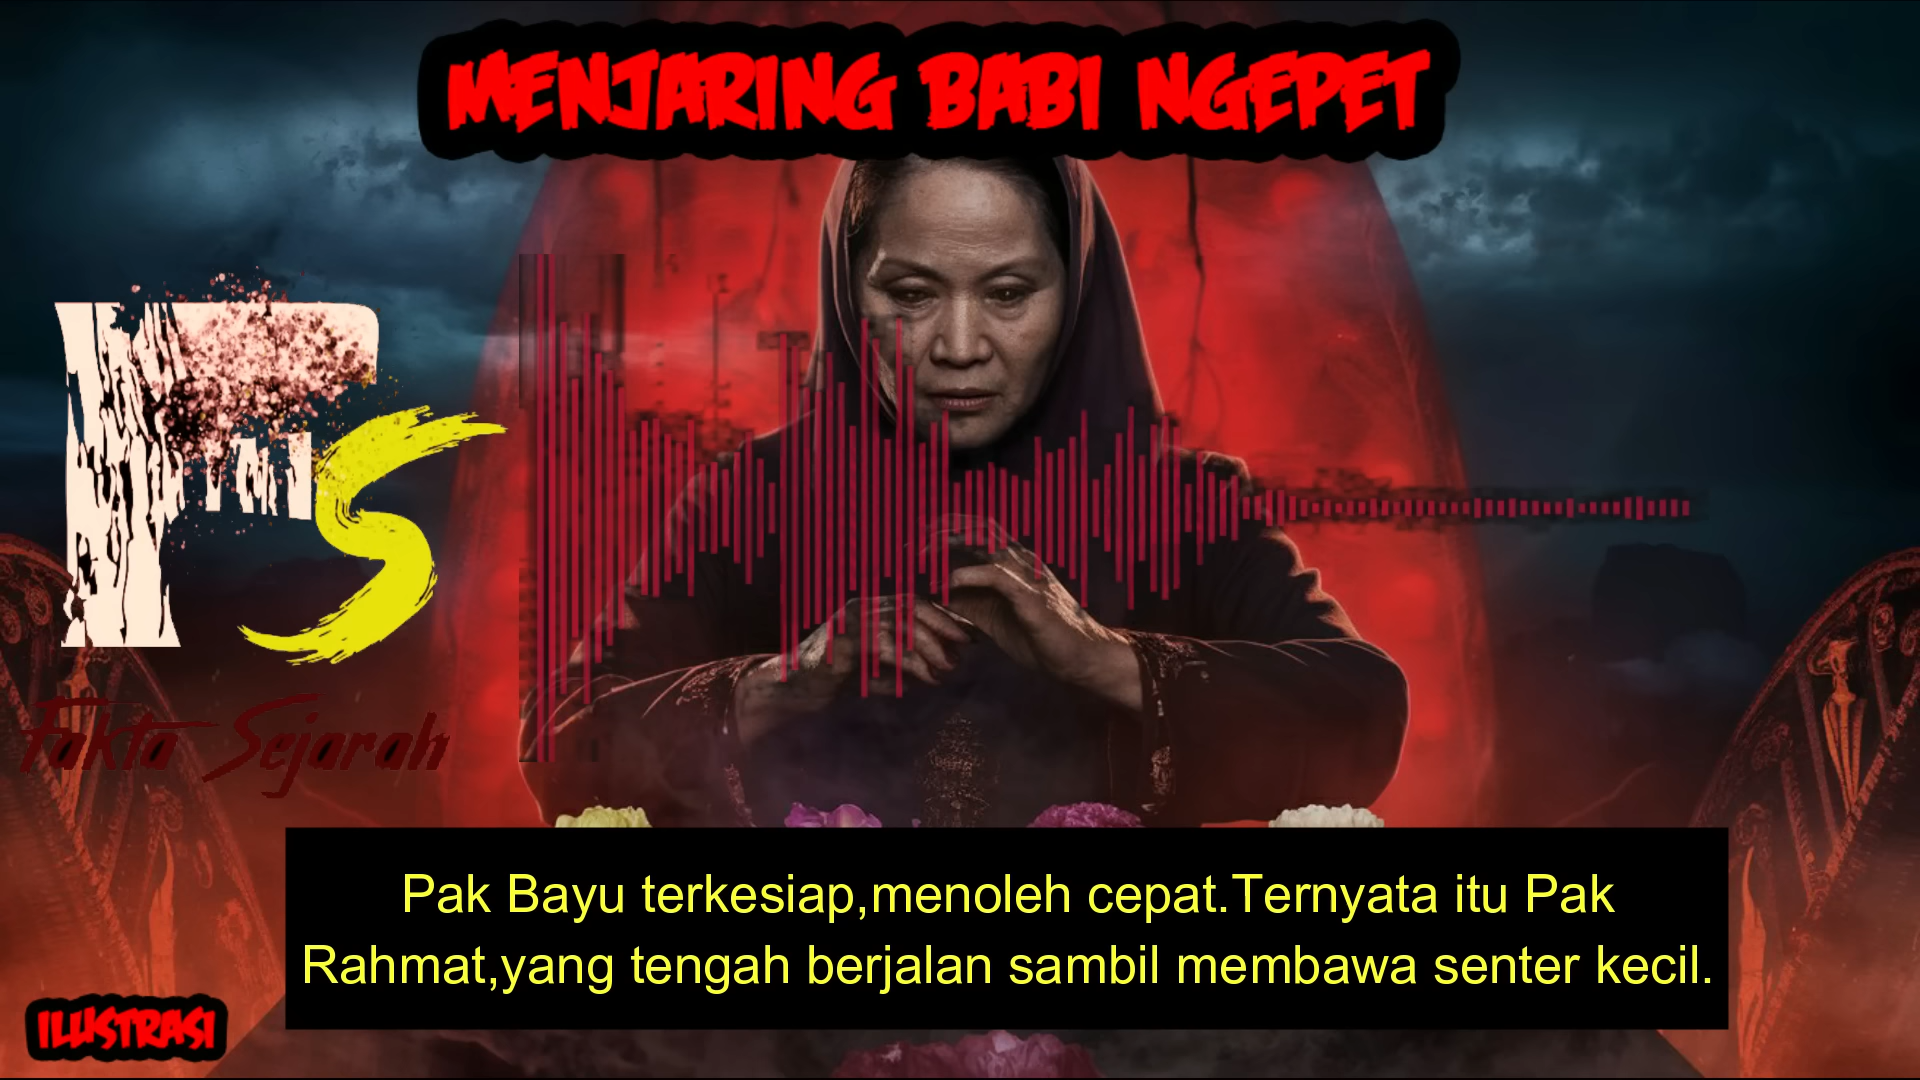 MENJARING BABI NGEPET
FS
Fakta Sejarah
Pak Bayu terkesiap,menoleh cepat.Ternyata itu Pak
Rahmat,yang tengah berjalan sambil membawa senter kecil.
ILUSTRASI